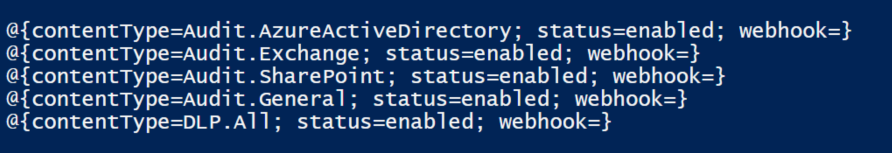 @{contentType=Audit.AzureActiveDirectory; status=enabled; webhook=}
@{contentType=Audit.Exchange; status=enabled; webhook=}
@{contentType=Audit.SharePoint; status=enabled; webhook=}
@{contentType=Audit.General; status=enabled; webhook=}
@{contentType=DLP.All; status=enabled; webhook=}